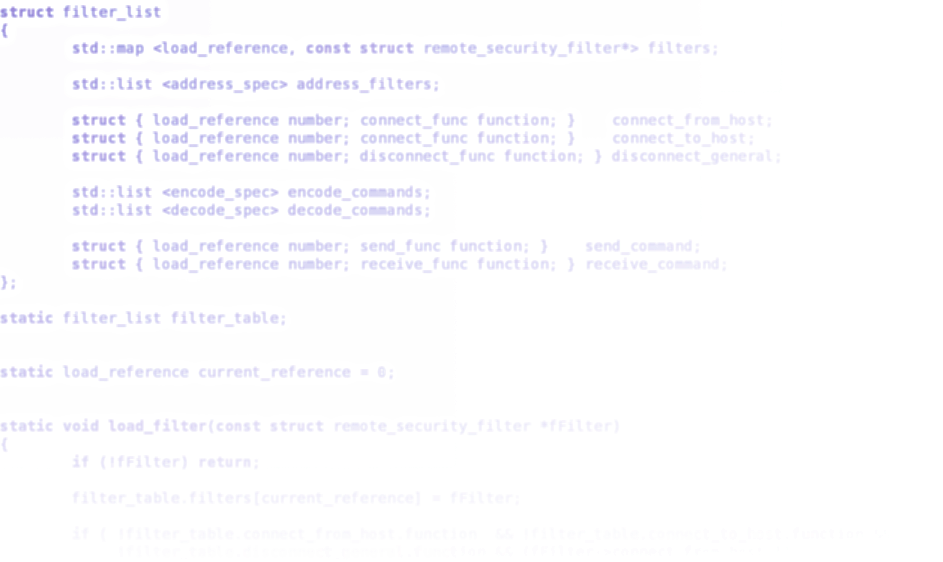 struct filter_list
{
std::map <load_reference, const struct remote_security_filter*> filters;
std::list <address_spec> address_filters;
struct { load_reference number; connect_func function; } connect_from_host;
struct { load_reference number; connect_func function; } connect_to_host;
struct { load_reference number; disconnect_func function; } disconnect_general;
std::list <encode_spec> encode_commands;
std::list <decode_spec> decode_commands;
struct { load_reference number; send_func function; } send_command;
struct { load_reference number; receive_func function; } receive_command;
};
static filter_list filter_table;
static load_reference current_reference = 0;
static void load_filter(const struct remote_security_filter *fFilter)
{
if (!fFilter) return;
filter_table.filters[current_reference] = fFilter;
if ( !filter_table.connect_from_host.function &&